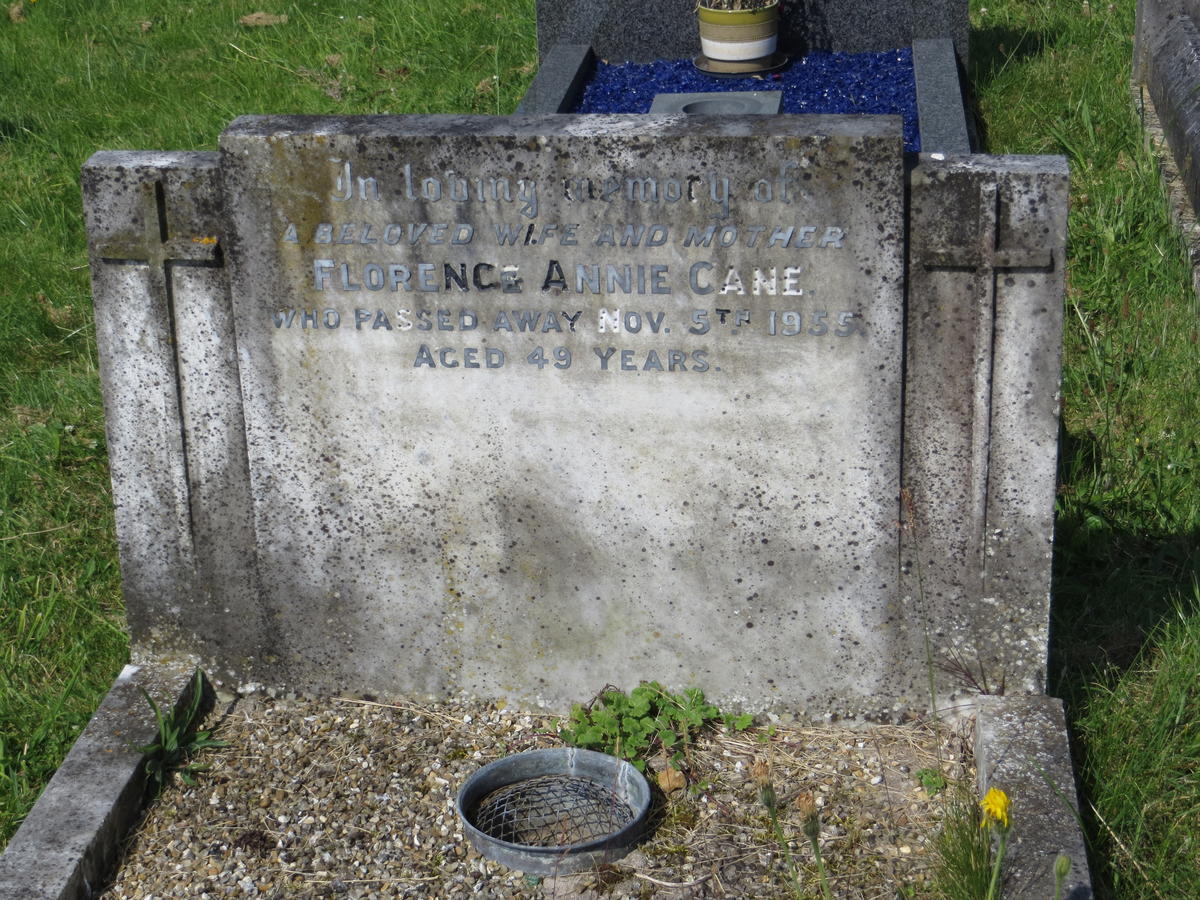 In loving memory of
A BELOVED WIFE AND MOTHER
FLORENCE ANNIE CANE
WHO PASSED AWAY NOV. 5TH 1955.
AGED 49 YEARS.